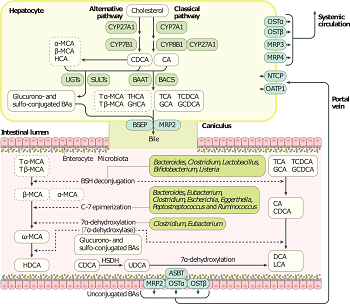 Hepatocyte
Alternative pathway
Cholesterol
Classical pathway
CYP27A1
CYP7A1
CYP7B1
CYP8B1
CYP27A1
α-MCA
β-MCA
HCA
CDCA
CA
UGTS
SULTS
BAAT
BACS
Glucurono- and
sulfo-conjugated BAs
Tα-MCA THCA
Tβ-MCA GHCA
TCA TCDCA
GCA GCDCA
OSTα
OSTβ
MRP3
MRP4
Systemic
circulation
NTCP
OATP1
Portal
vein
BSEP
MRP2
Bile
Caniculus
Intestinal lumen
Tα-MCA
Tβ-MCA
Enterocyte Microbiota
Bacteroides, Clostridium, Lactobacillus,
Bifidobacterium, Listeria
TCA TCDCA
GCA GCDCA
BSH deconjugation
β-MCA
α-MCA
Bacteroides, Eubacterium,
Clostridium, Escherichia, Eggerthella,
Peptostreptococcus and Ruminococcus
CA
CDCA
C-7 epimerization
7α-dehydroxylation
(7α-dehydroxylase)
Clostridium, Eubacterium
ω-MCA
Glucurono- and
sulfo-conjugated BAs
HDCA
CDCA
HSDH
UDCA
7α-dehydroxylation
DCA
LCA
ASBT
MRP2
OSTα
OSTβ
Unconjugated BAs